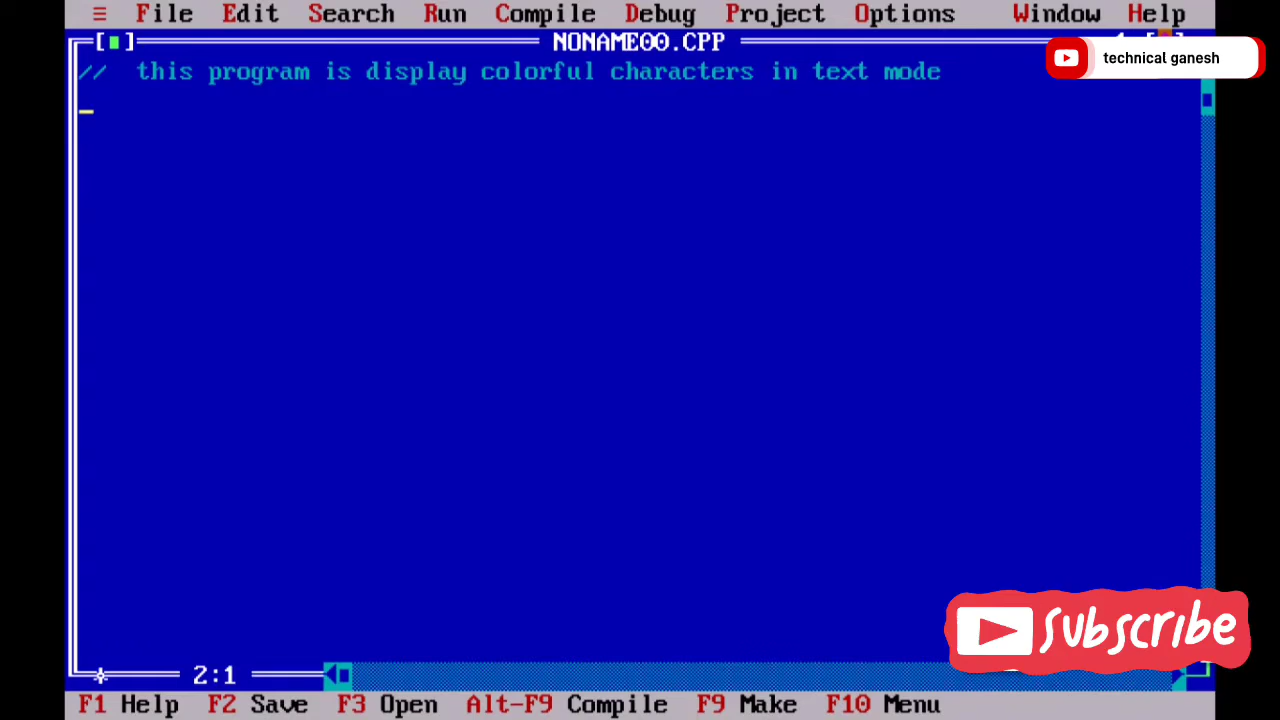 ≡ File Edit Search Run Compile Debug Project Options Window Help
[■] NONAME00.CPP
technical ganesh
// this program is display colorful characters in text mode
Subscribe
2:1
F1 Help F2 Save F3 Open Alt-F9 Compile F9 Make F10 Menu